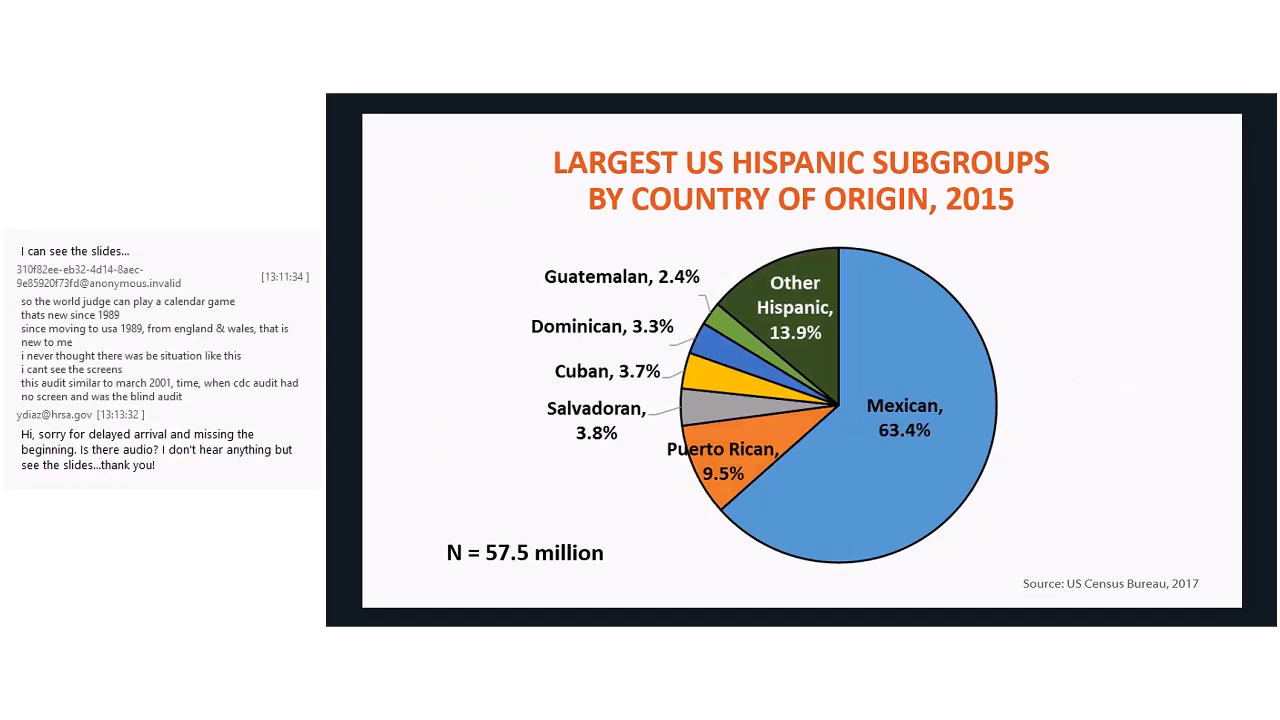 I can see the slides...
310f82ee-eb32-4d14-8aec-
9e85920f73fd@anonymous.invalid
[13:11:34 ]
so the world judge can play a calendar game
thats new since 1989
since moving to usa 1989, from england & wales, that is
new to me
i never thought there was be situation like this
i cant see the screens
this audit similar to march 2001, time, when cdc audit had
no screen and was the blind audit
ydiaz@hrsa.gov [13:13:32 ]
Hi, sorry for delayed arrival and missing the
beginning. Is there audio? I don't hear anything but
see the slides...thank you!
LARGEST US HISPANIC SUBGROUPS
BY COUNTRY OF ORIGIN, 2015
Guatemalan, 2.4%
Other
Hispanic,
13.9%
Dominican, 3.3%
Cuban, 3.7%
Salvadoran,
3.8%
Mexican,
63.4%
Puerto Rican,
9.5%
N = 57.5 million
Source: US Census Bureau, 2017